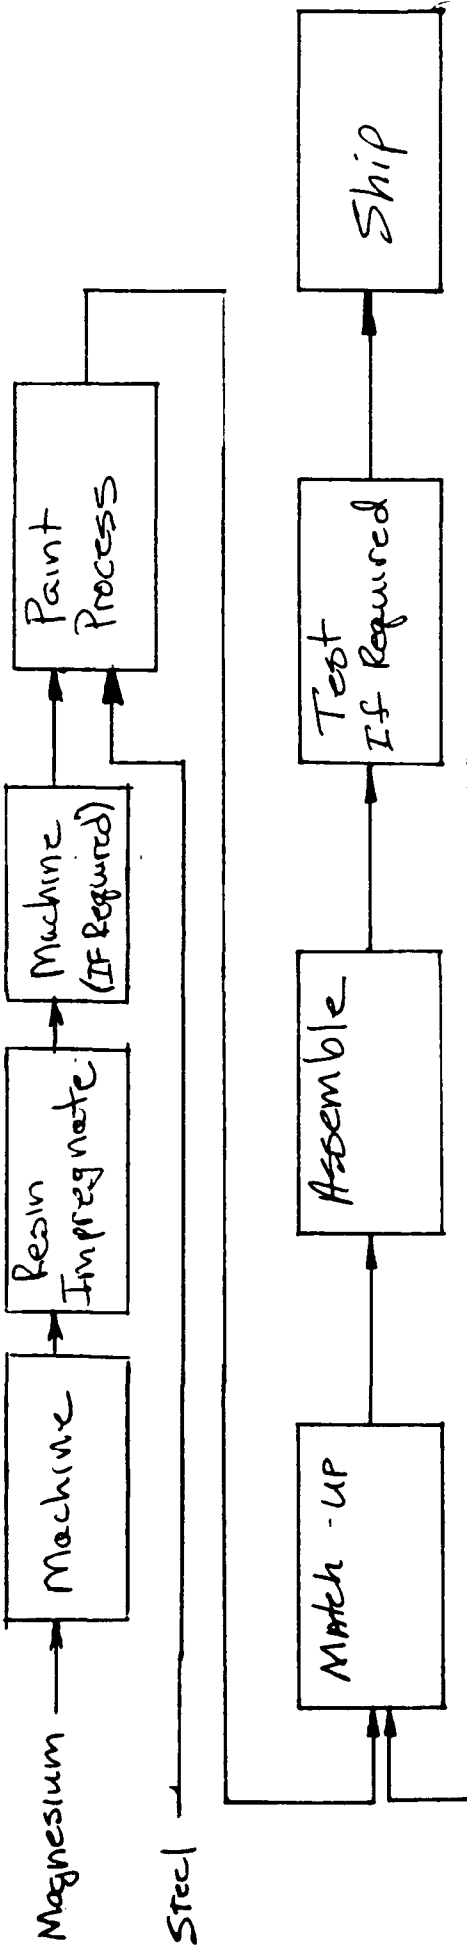 Magnesium
Machine
Resin
Impregnate
Machine
(IF Required)
Paint
Process
Steel
Match-UP
Assemble
Test
If Required
Ship